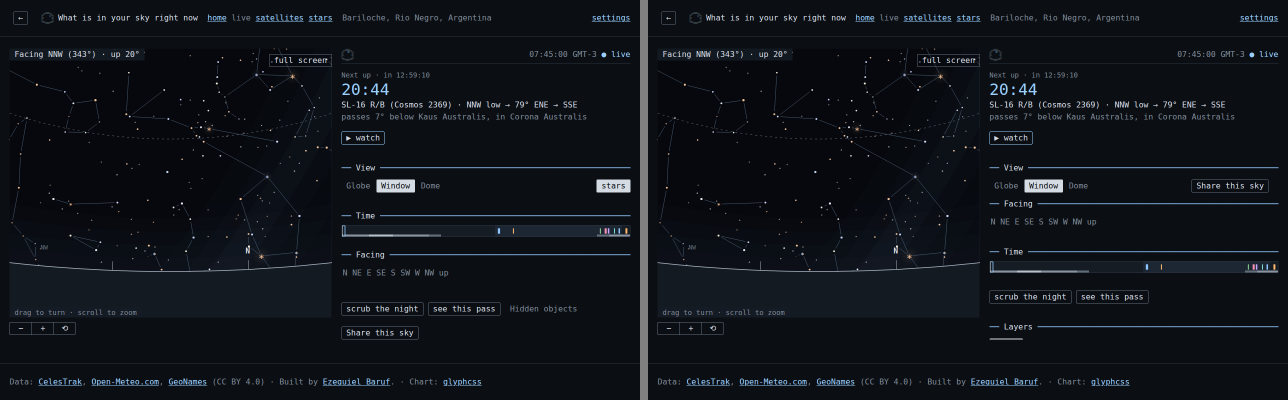 ← What is in your sky right now home live satellites stars Bariloche, Rio Negro, Argentina settings
Facing NNW (343°) · up 20°
full screen
07:45:00 GMT-3 ● live
Next up · in 12:59:10
20:44
SL-16 R/B (Cosmos 2369) · NNW low → 79° ENE → SSE
passes 7° below Kaus Australis, in Corona Australis
▶ watch
View
Globe Window Dome stars
Time
Facing
N NE E SE S SW W NW up
scrub the night see this pass Hidden objects
Share this sky
N
drag to turn · scroll to zoom
− + ⟲
Data: CelesTrak, Open-Meteo.com, GeoNames (CC BY 4.0) · Built by Ezequiel Baruf. · Chart: glyphcss
← What is in your sky right now home live satellites stars Bariloche, Rio Negro, Argentina settings
Facing NNW (343°) · up 20°
full screen
07:45:00 GMT-3 ● live
Next up · in 12:59:10
20:44
SL-16 R/B (Cosmos 2369) · NNW low → 79° ENE → SSE
passes 7° below Kaus Australis, in Corona Australis
▶ watch
View
Globe Window Dome Share this sky
Facing
N NE E SE S SW W NW up
Time
scrub the night see this pass
Layers
N
drag to turn · scroll to zoom
− + ⟲
Data: CelesTrak, Open-Meteo.com, GeoNames (CC BY 4.0) · Built by Ezequiel Baruf. · Chart: glyphcss